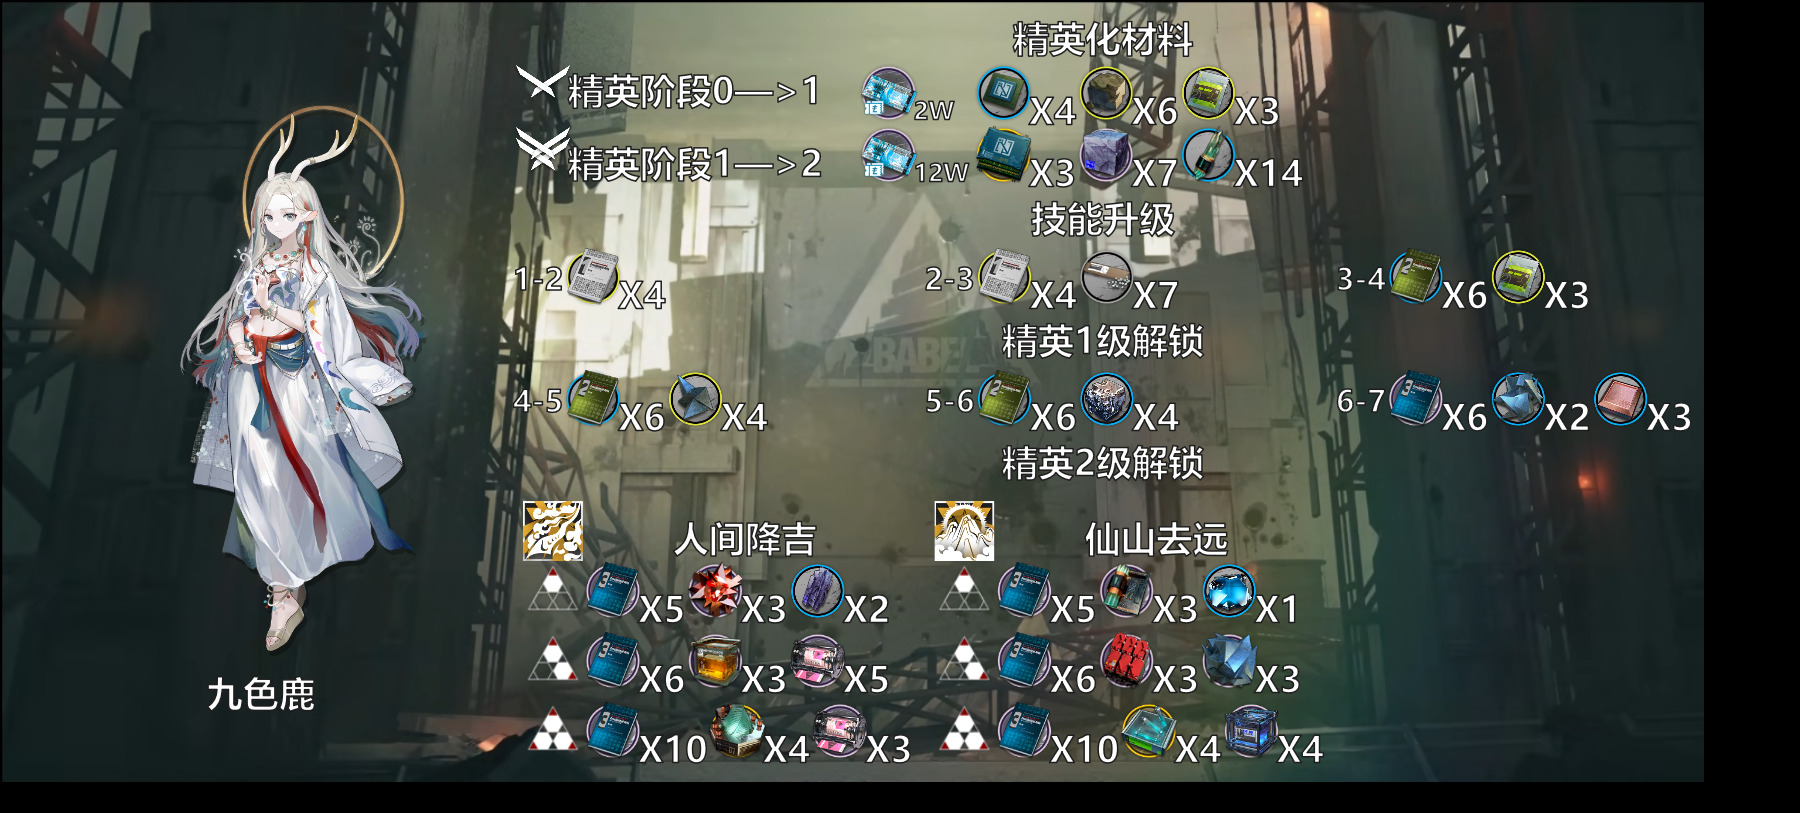 精英化材料
精英阶段0—>1 2W X4 X6 X3
精英阶段1—>2 12W X3 X7 X14
技能升级
1-2 X4 2-3 X4 X7 3-4 X6 X3
精英1级解锁
4-5 X6 X4 5-6 X6 X4 6-7 X6 X2 X3
精英2级解锁
人间降吉 仙山去远
X5 X3 X2 X5 X3 X1
X6 X3 X5 X6 X3 X3
X10 X4 X3 X10 X4 X4
九色鹿
BABEL